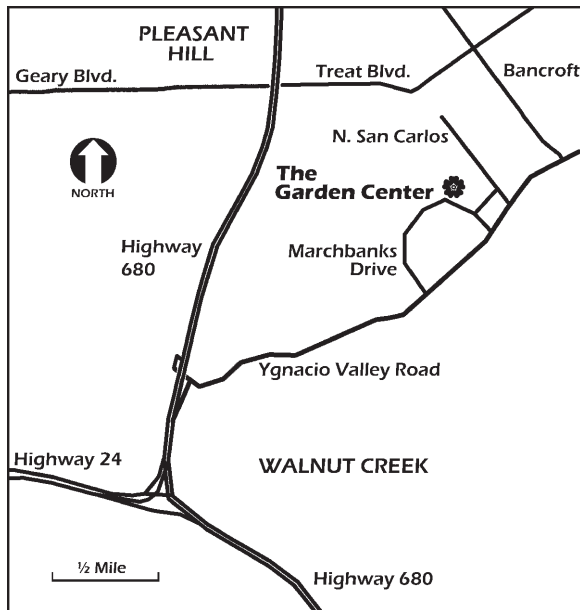 PLEASANT
HILL
Geary Blvd.
Treat Blvd.
Bancroft
N. San Carlos
NORTH
The
Garden Center
Highway
680
Marchbanks
Drive
Ygnacio Valley Road
Highway 24
WALNUT CREEK
½ Mile
Highway 680